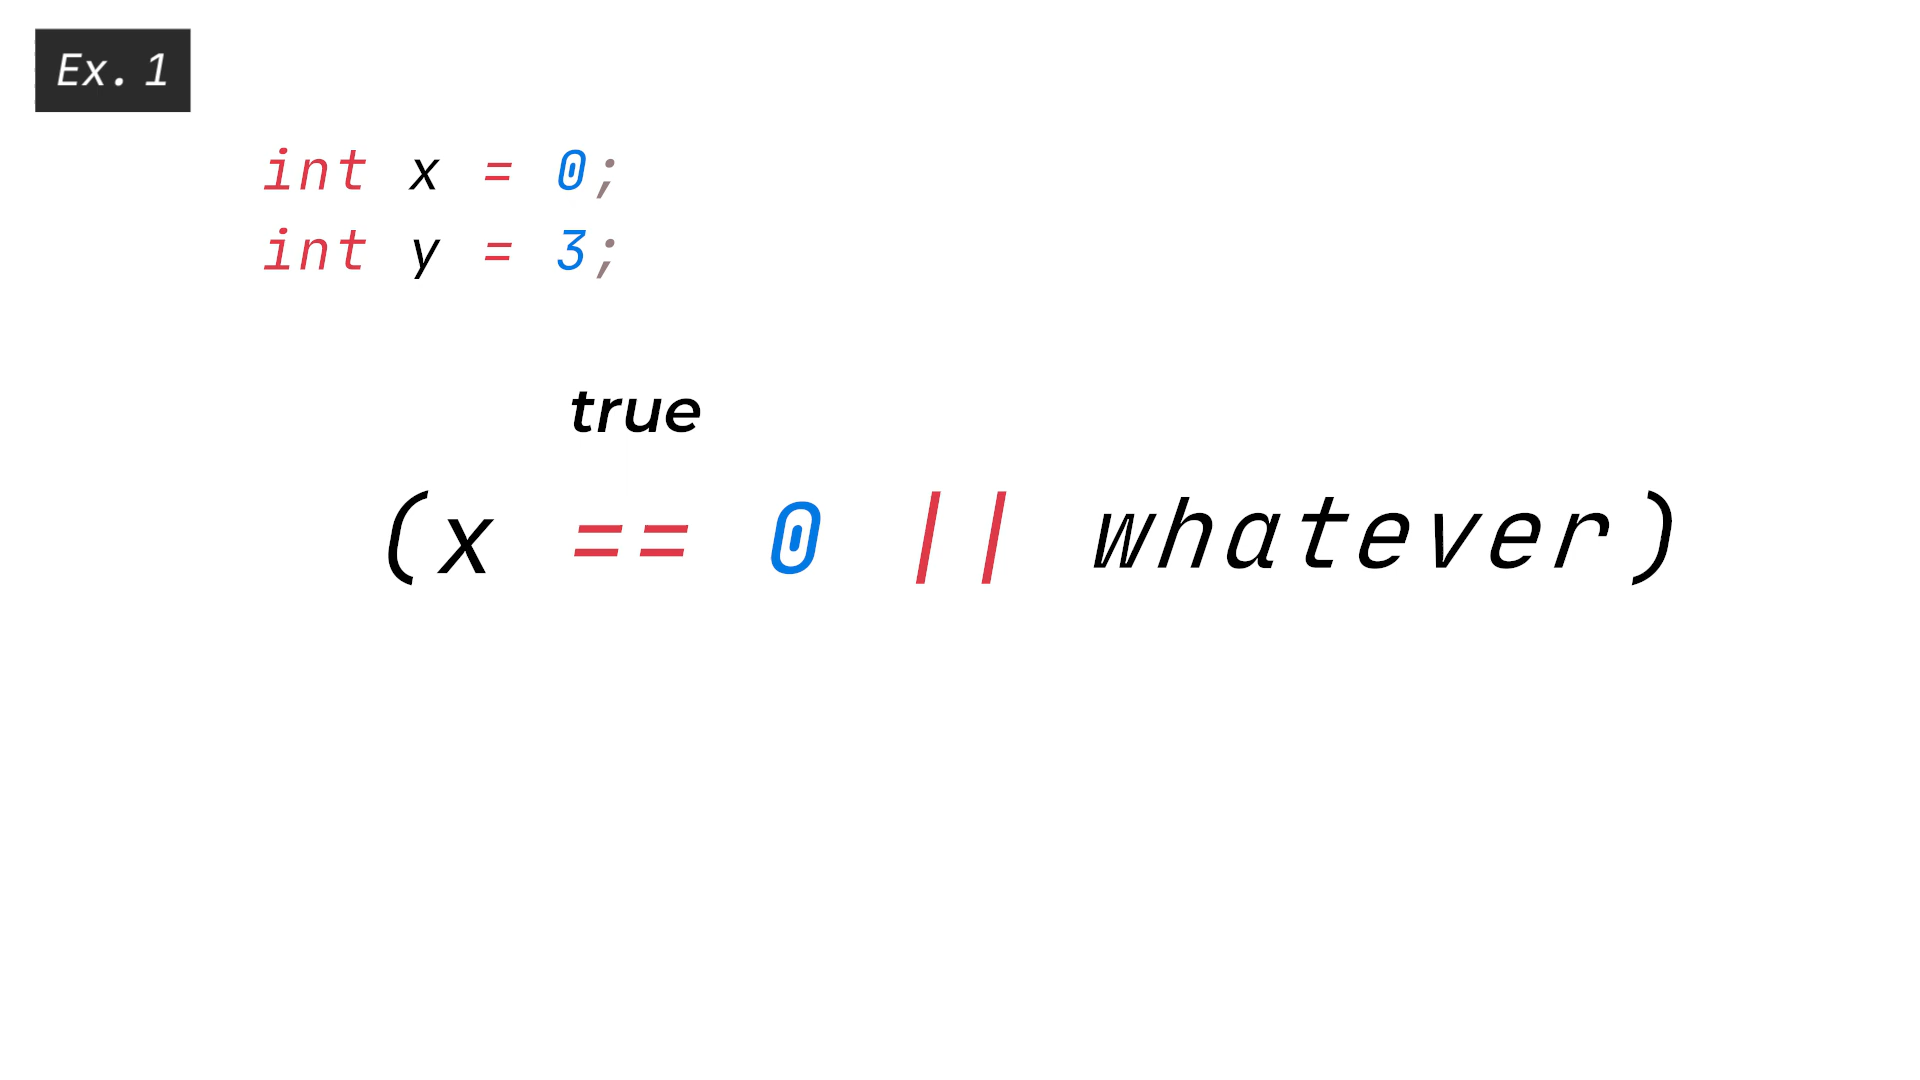 Ex. 1
int x = 0;
int y = 3;
true
(x == 0 || whatever)